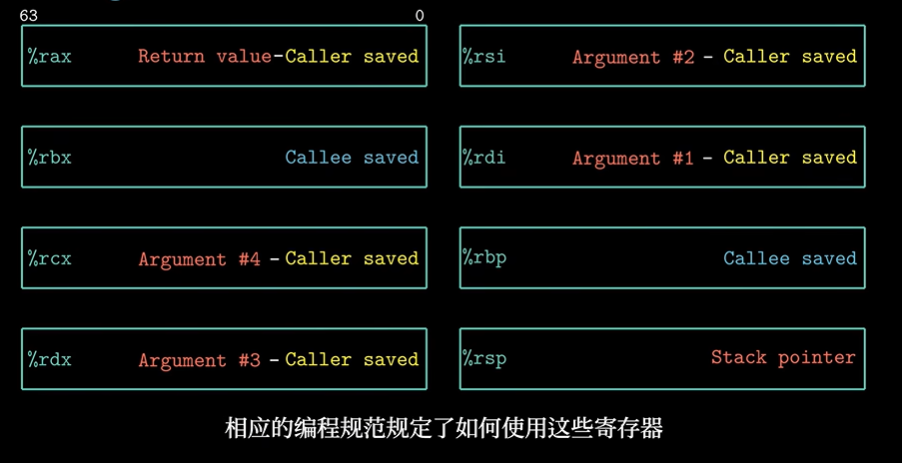 63 0
%rax Return value-Caller saved
%rsi Argument #2 - Caller saved
%rbx Callee saved
%rdi Argument #1 - Caller saved
%rcx Argument #4 - Caller saved
%rbp Callee saved
%rdx Argument #3 - Caller saved
%rsp Stack pointer
相应的编程规范规定了如何使用这些寄存器